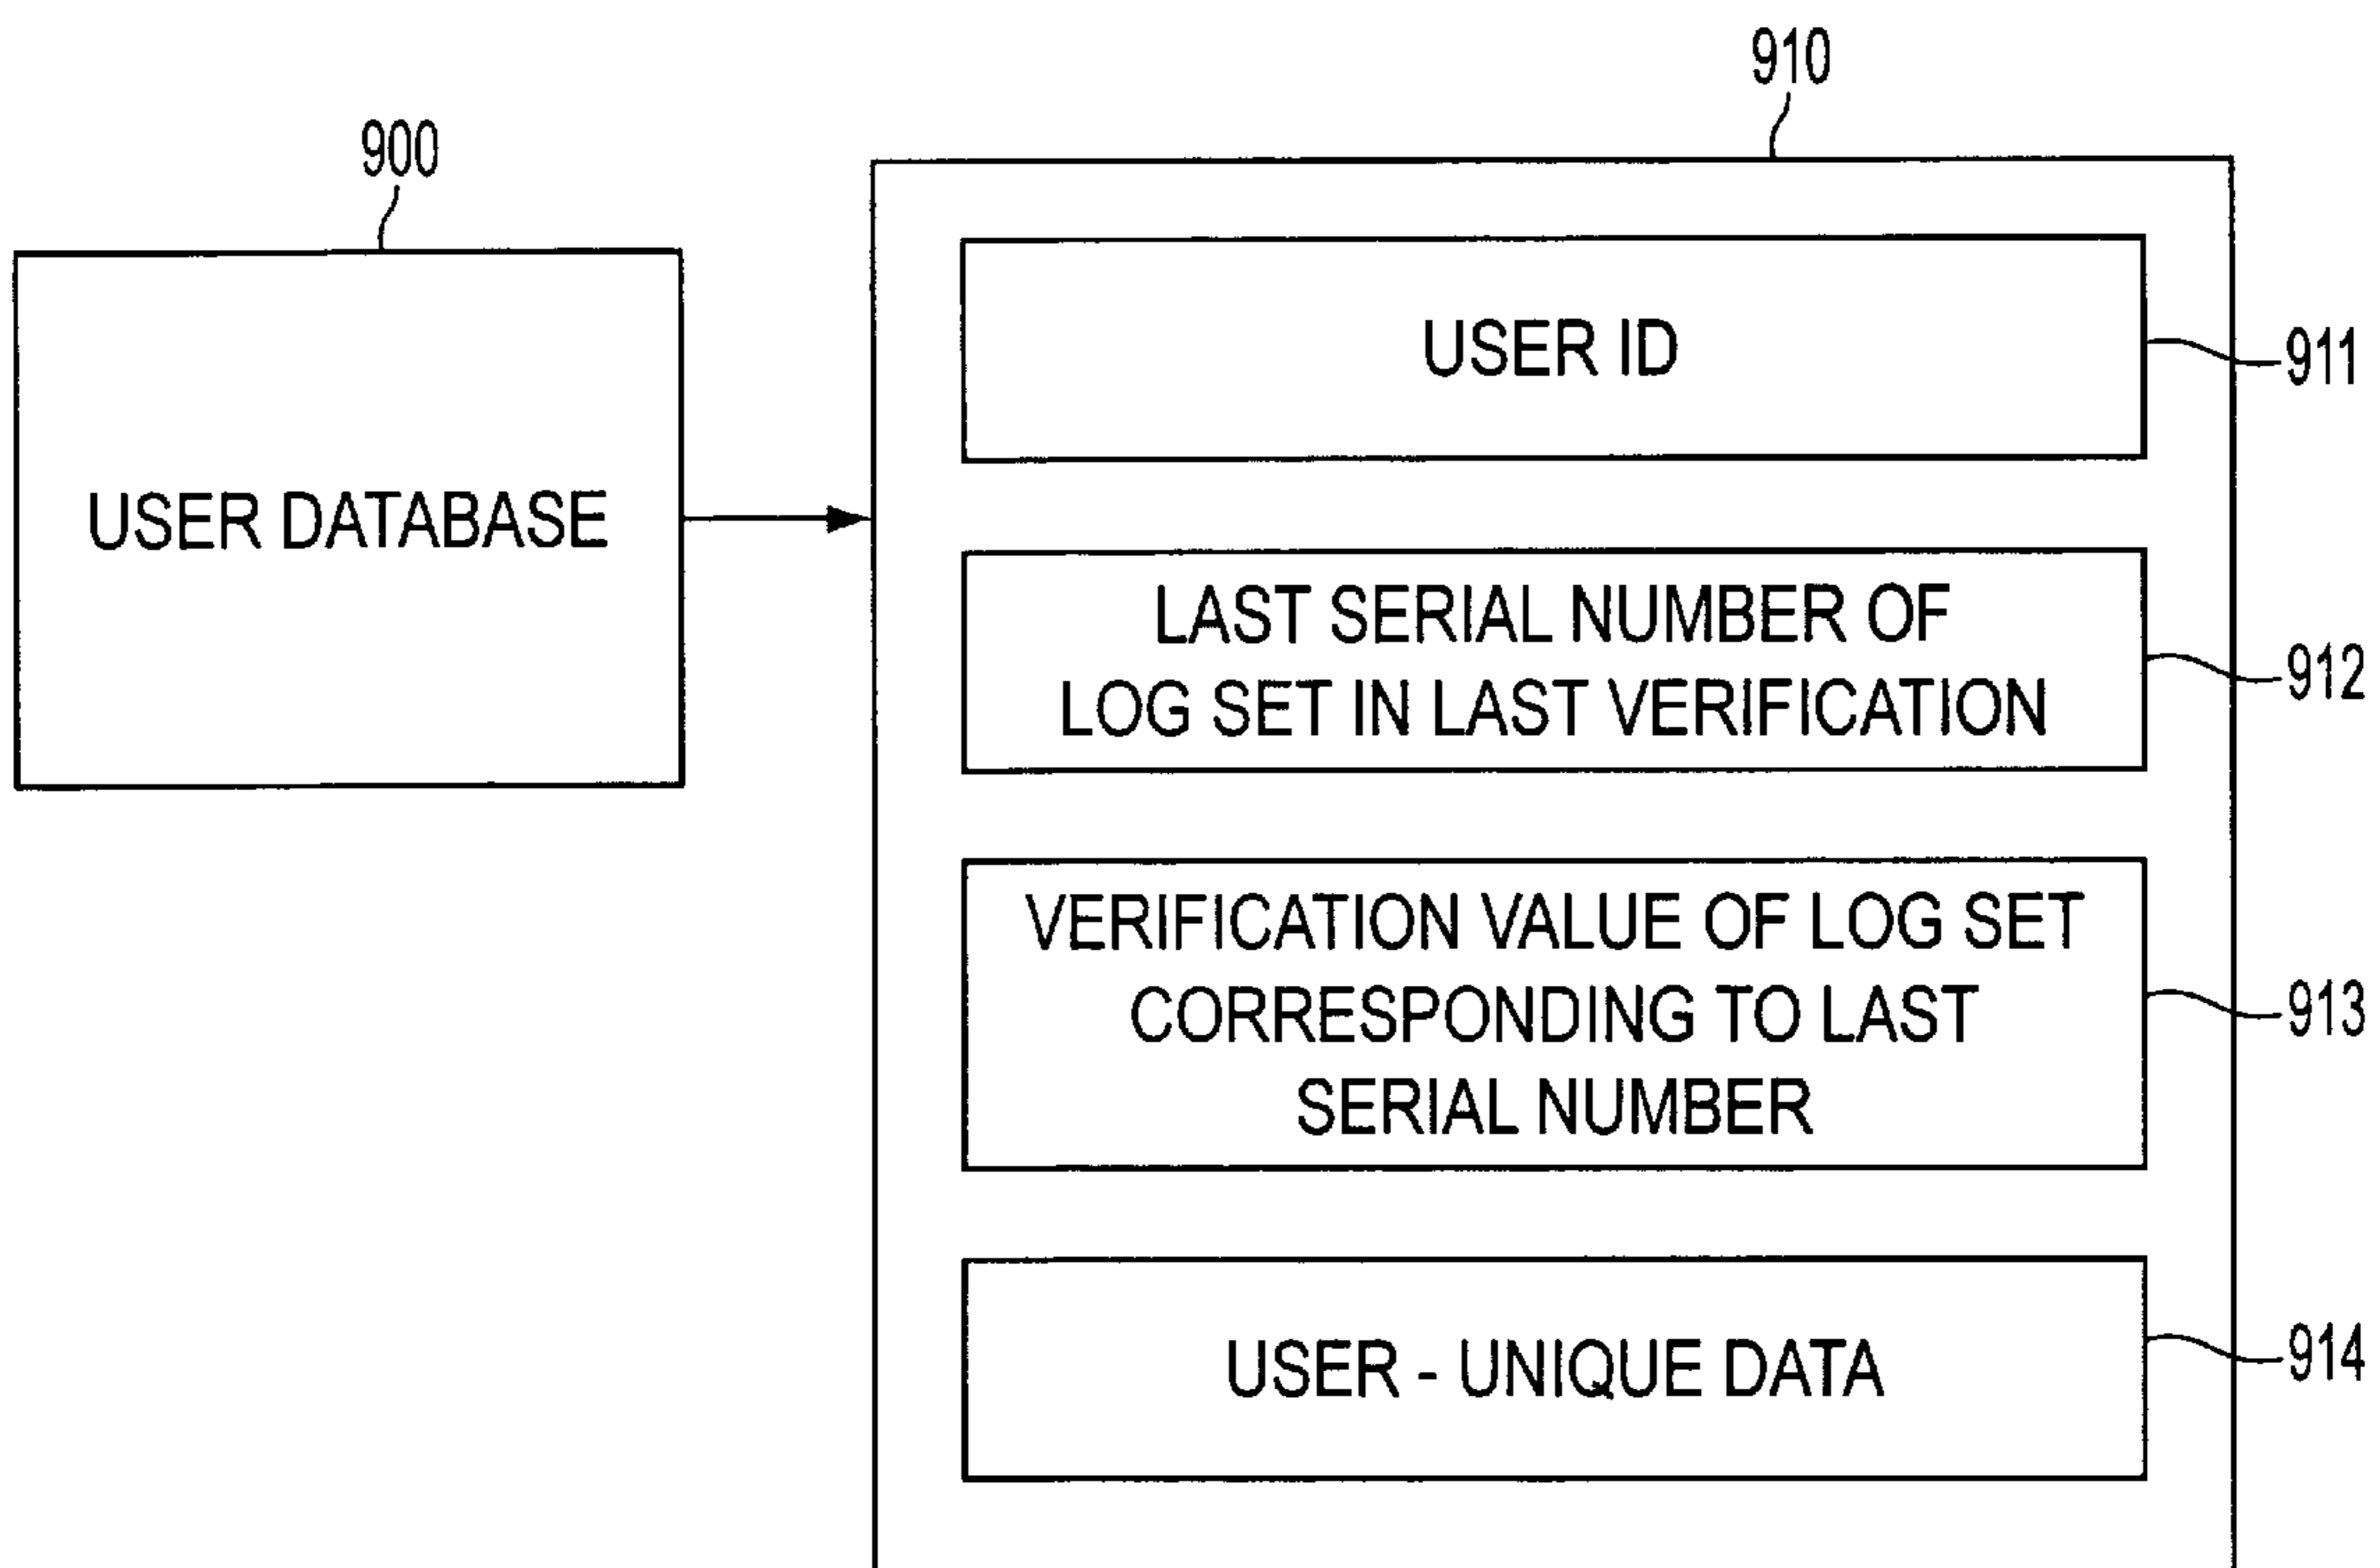 910
900
USER ID
911
USER DATABASE
LAST SERIAL NUMBER OF
LOG SET IN LAST VERIFICATION
912
VERIFICATION VALUE OF LOG SET
CORRESPONDING TO LAST
SERIAL NUMBER
913
USER - UNIQUE DATA
914